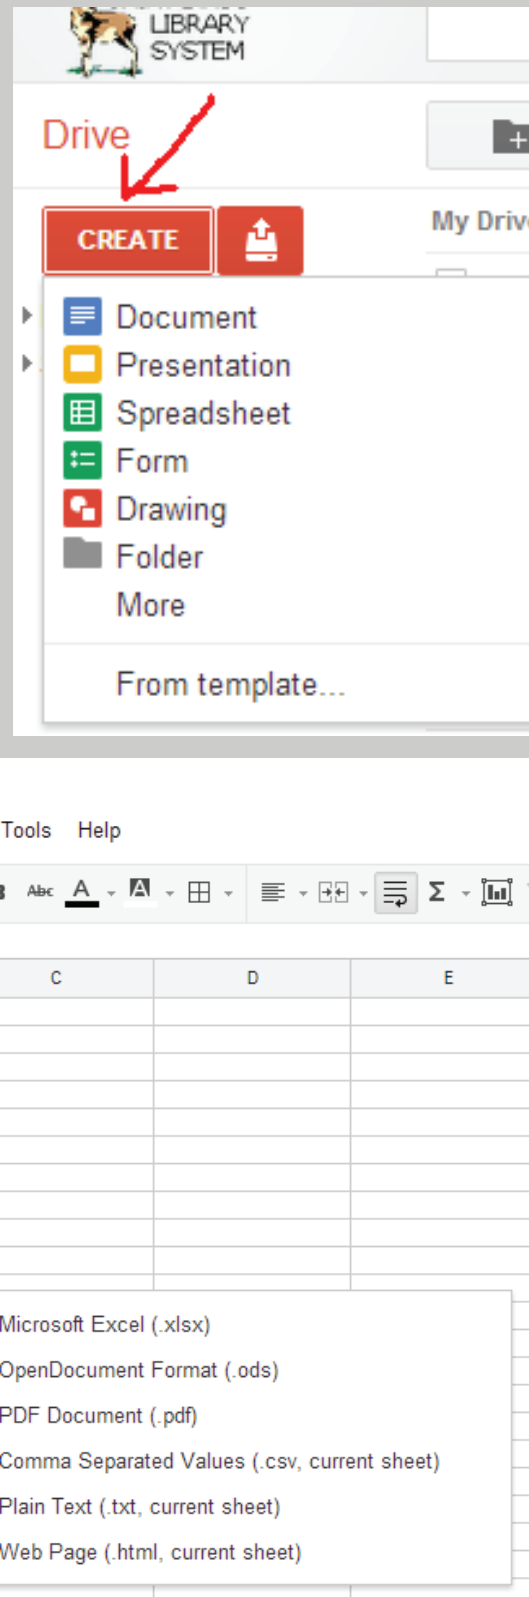 LIBRARY
SYSTEM
Drive
CREATE
My Drive
Document
Presentation
Spreadsheet
Form
Drawing
Folder
More
From template...
Tools Help
Abc A A Σ
C D E
Microsoft Excel (.xlsx)
OpenDocument Format (.ods)
PDF Document (.pdf)
Comma Separated Values (.csv, current sheet)
Plain Text (.txt, current sheet)
Web Page (.html, current sheet)